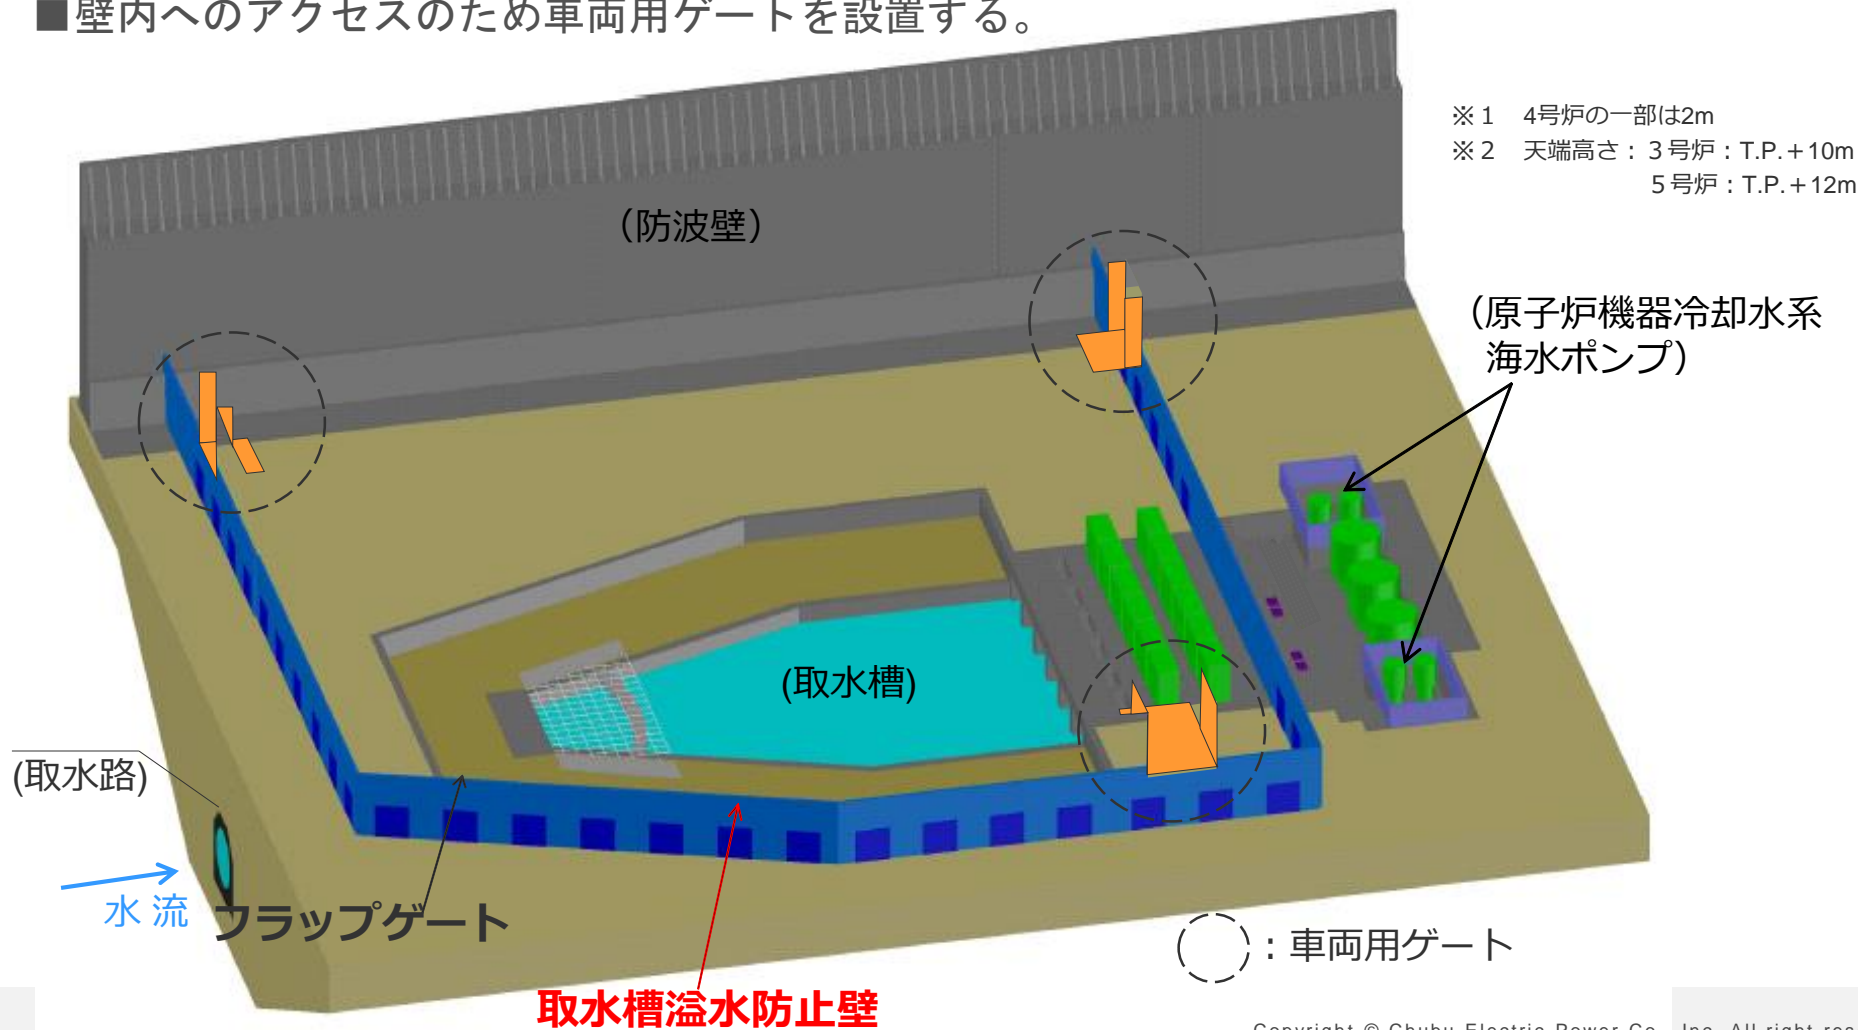 ■壁内へのアクセスのため車両用ゲートを設置する。
※１ 4号炉の一部は2m
※２ 天端高さ：３号炉：T.P.＋10m
５号炉：T.P.＋12m
（防波壁）
（原子炉機器冷却水系
海水ポンプ）
(取水槽)
(取水路)
水 流
フラップゲート
：車両用ゲート
取水槽溢水防止壁
Copyright © Chubu Electric Power Co., Inc. All right